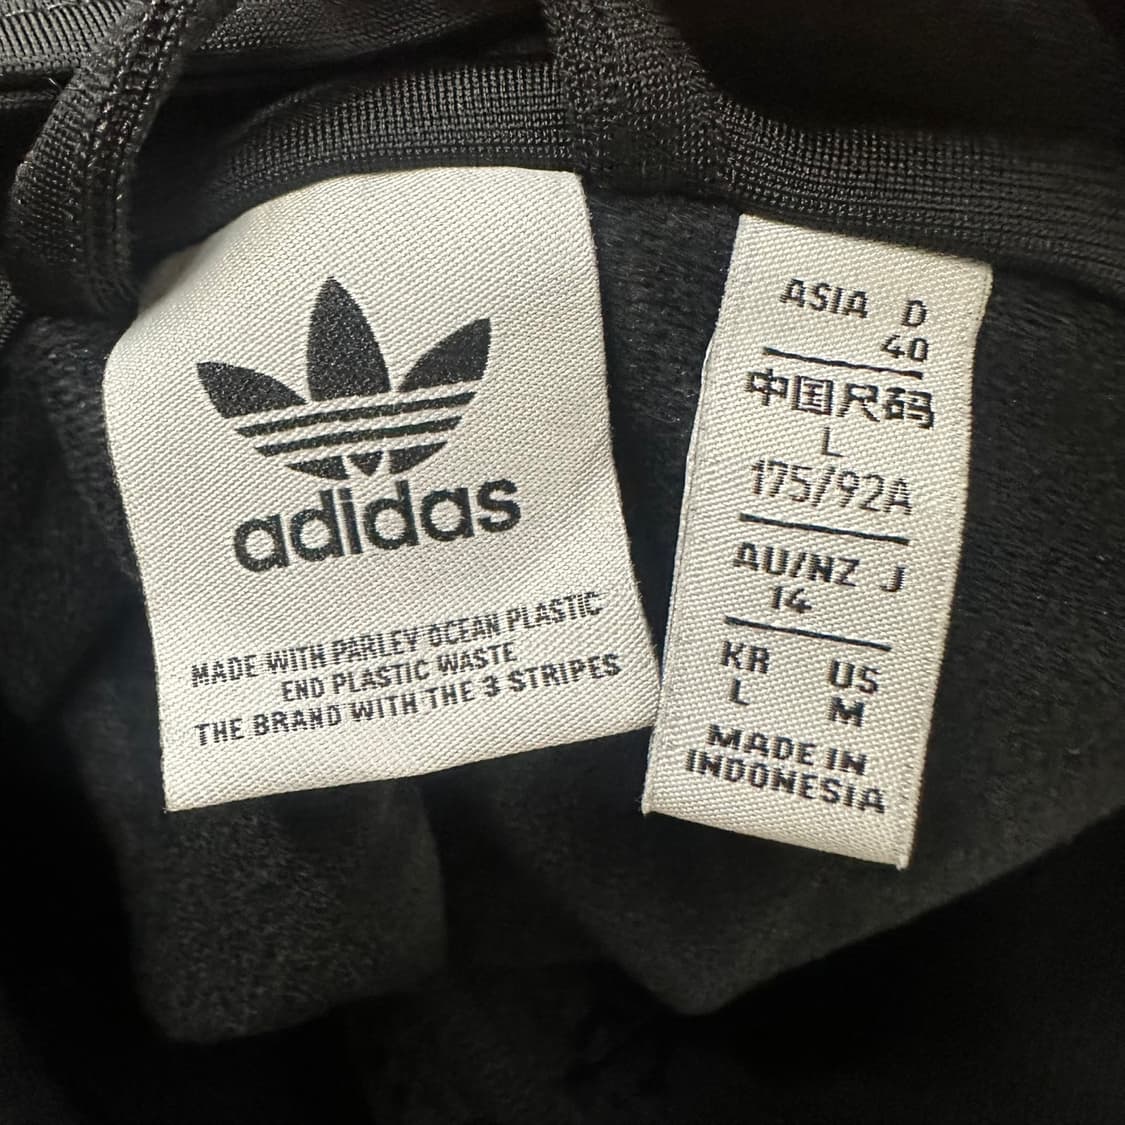 adidas
MADE WITH PARLEY OCEAN PLASTIC
END PLASTIC WASTE
THE BRAND WITH THE 3 STRIPES
ASIA D
40
中国尺码
L
175/92A
AU/NZ J
14
KR US
L M
MADE IN
INDONESIA